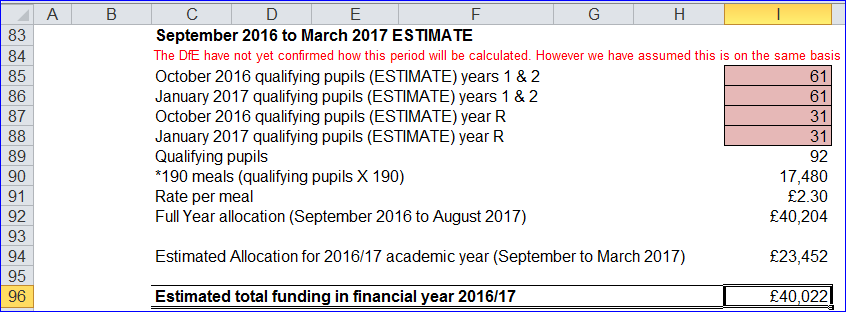 A B C D E F G H I
83 September 2016 to March 2017 ESTIMATE
84 The DfE have not yet confirmed how this period will be calculated. However we have assumed this is on the same basis
85 October 2016 qualifying pupils (ESTIMATE) years 1 & 2 61
86 January 2017 qualifying pupils (ESTIMATE) years 1 & 2 61
87 October 2016 qualifying pupils (ESTIMATE) year R 31
88 January 2017 qualifying pupils (ESTIMATE) year R 31
89 Qualifying pupils 92
90 *190 meals (qualifying pupils X 190) 17,480
91 Rate per meal £2.30
92 Full Year allocation (September 2016 to August 2017) £40,204
93
94 Estimated Allocation for 2016/17 academic year (September to March 2017) £23,452
95
96 Estimated total funding in financial year 2016/17 £40,022